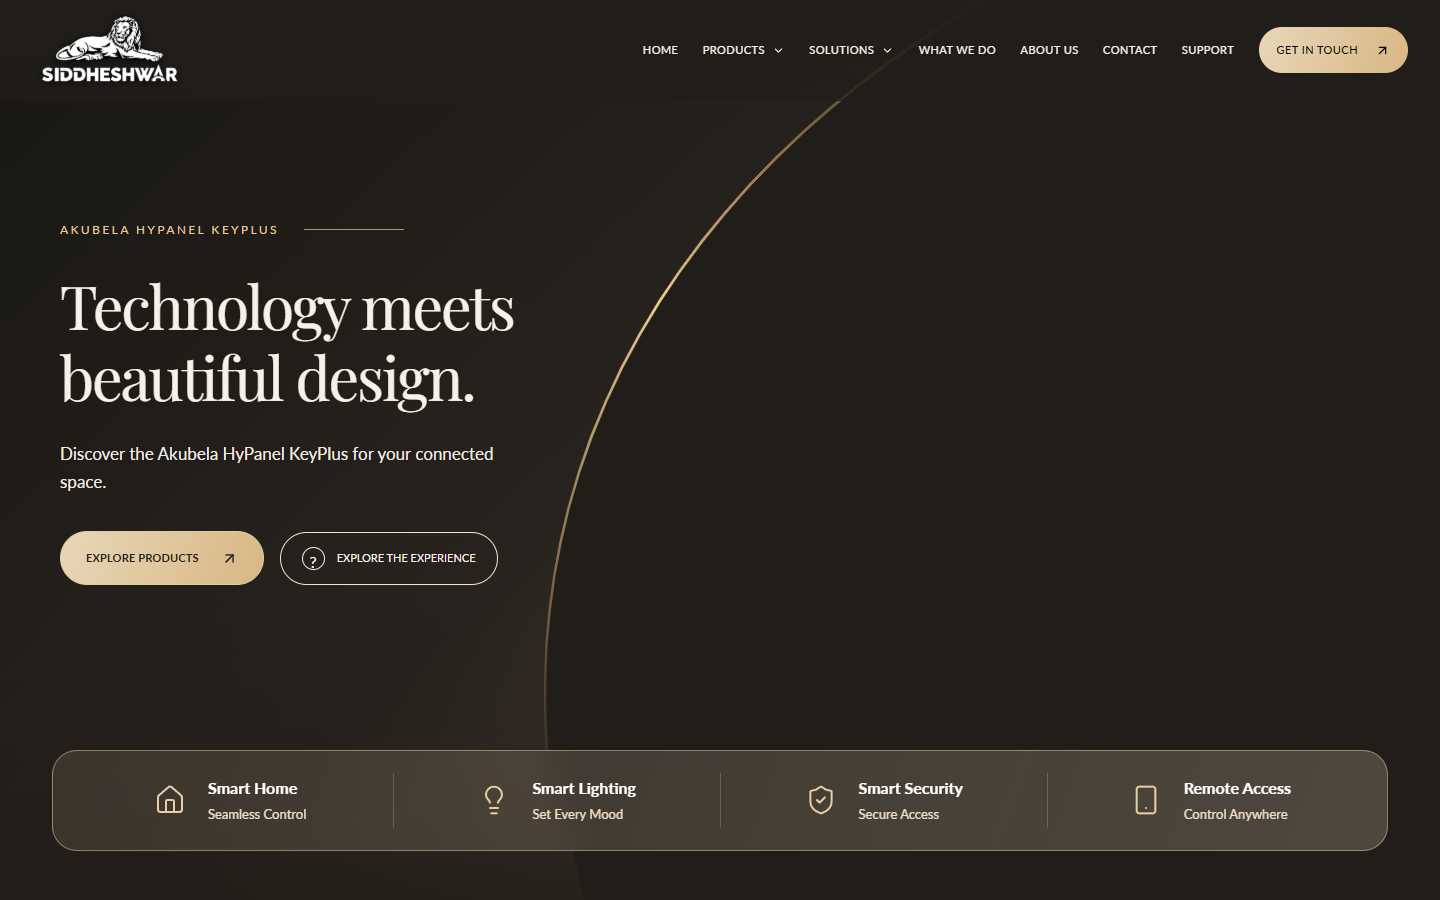 SIDDHESHWAR
HOME PRODUCTS SOLUTIONS WHAT WE DO ABOUT US CONTACT SUPPORT GET IN TOUCH
AKUBELA HYPANEL KEYPLUS
Technology meets
beautiful design.
Discover the Akubela HyPanel KeyPlus for your connected
space.
EXPLORE PRODUCTS ? EXPLORE THE EXPERIENCE
Smart Home Smart Lighting Smart Security Remote Access
Seamless Control Set Every Mood Secure Access Control Anywhere